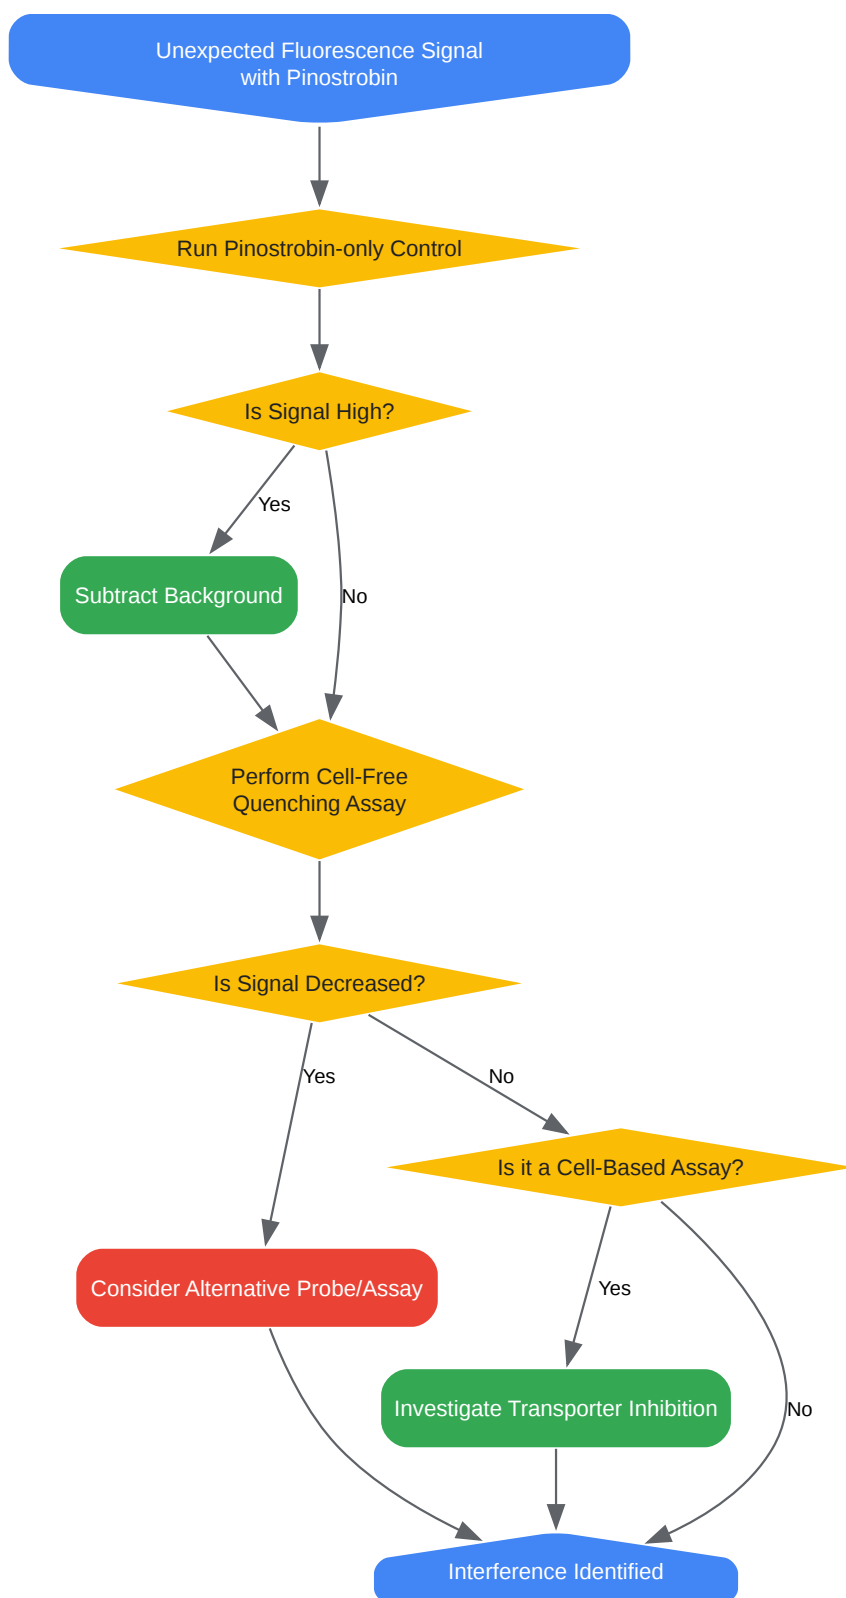 Unexpected Fluorescence Signal
with Pinostrobin
Run Pinostrobin-only Control
Is Signal High?
Yes
Subtract Background
No
Perform Cell-Free
Quenching Assay
Is Signal Decreased?
Yes
No
Is it a Cell-Based Assay?
Consider Alternative Probe/Assay
Yes
Investigate Transporter Inhibition
No
Interference Identified